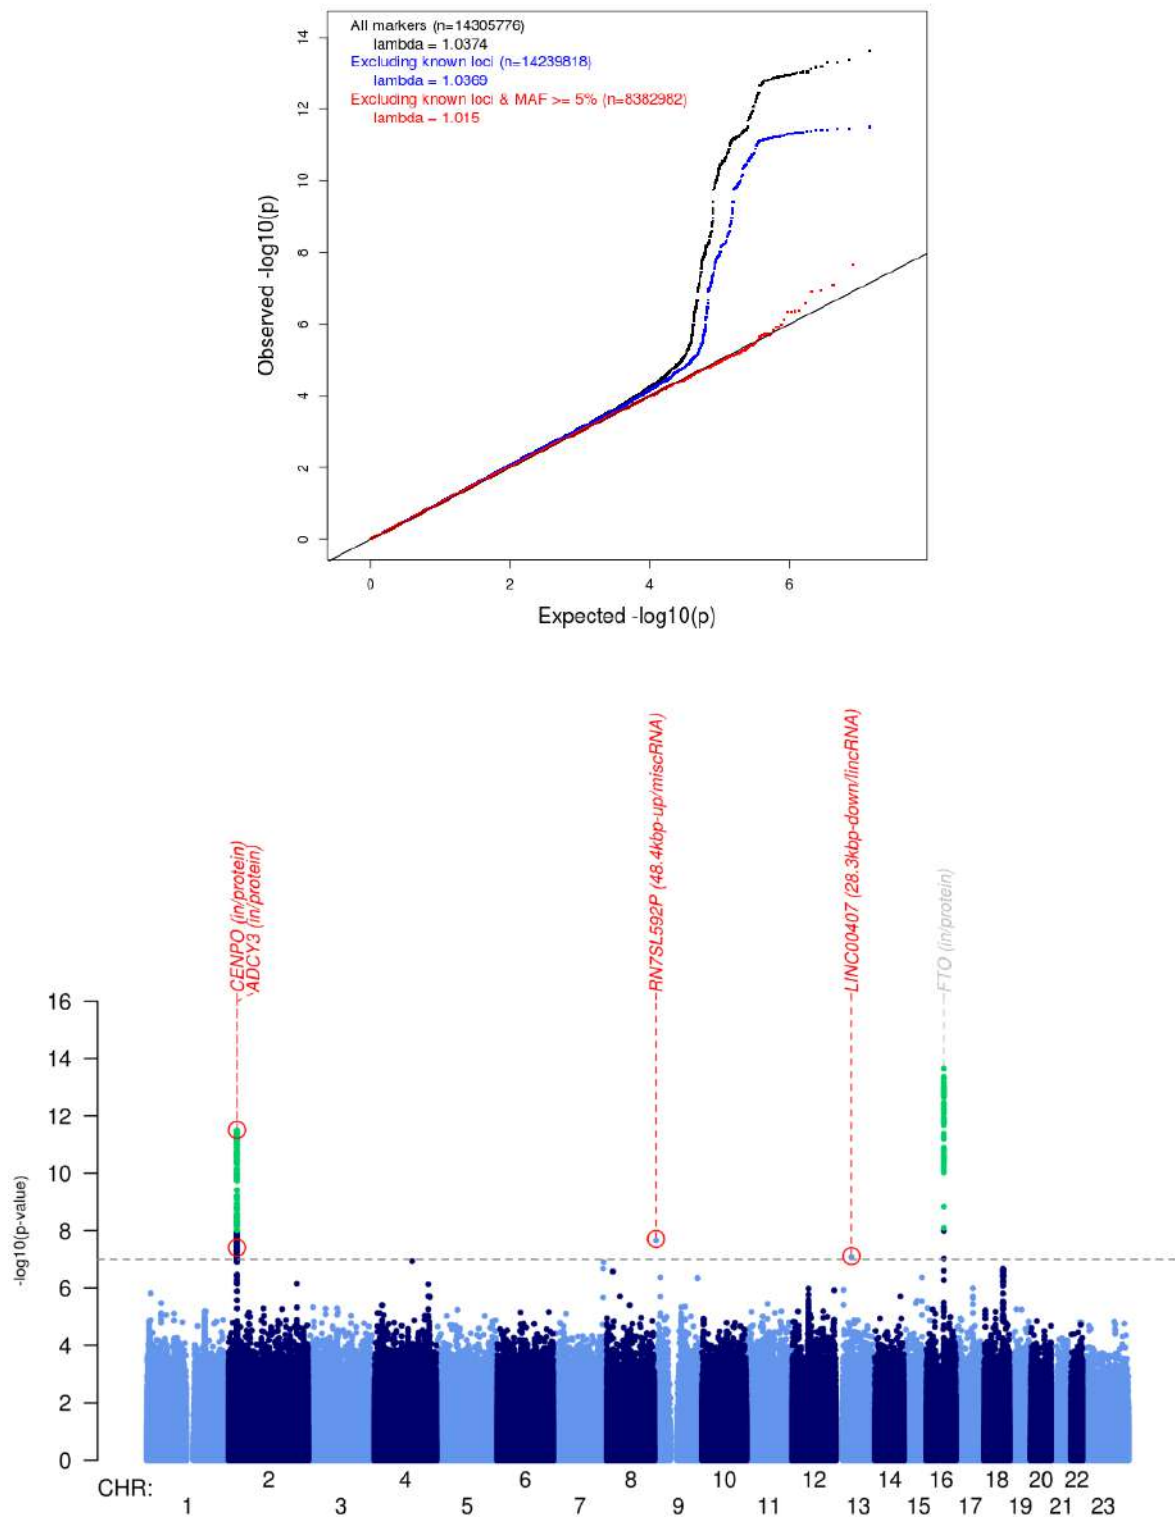 All markers (n=14305776)
lambda = 1.0374
Excluding known loci (n=14239818)
lambda = 1.0369
Excluding known loci & MAF >= 5% (n=8382982)
lambda = 1.015
14
12
10
8
6
4
2
0
Observed -log10(p)
0 2 4 6
Expected -log10(p)
CENPO (in/protein)
ADCY3 (in/protein)
RN7SL592P (48.4kbp-up/miscRNA)
LINC00407 (28.3kbp-down/lincRNA)
FTO (in/protein)
16
14
12
10
8
6
4
2
0
-log10(p-value)
2 4 6 8 10 12 14 16 18 20 22
CHR:
1 3 5 7 9 11 13 15 17 19 21 23